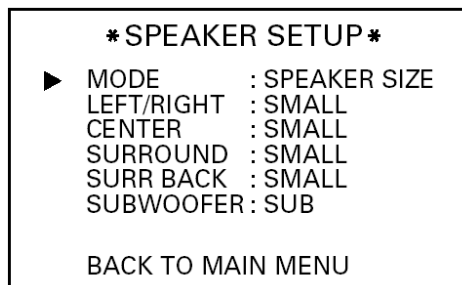 *SPEAKER SETUP*
MODE : SPEAKER SIZE
LEFT/RIGHT : SMALL
CENTER : SMALL
SURROUND : SMALL
SURR BACK : SMALL
SUBWOOFER : SUB
BACK TO MAIN MENU